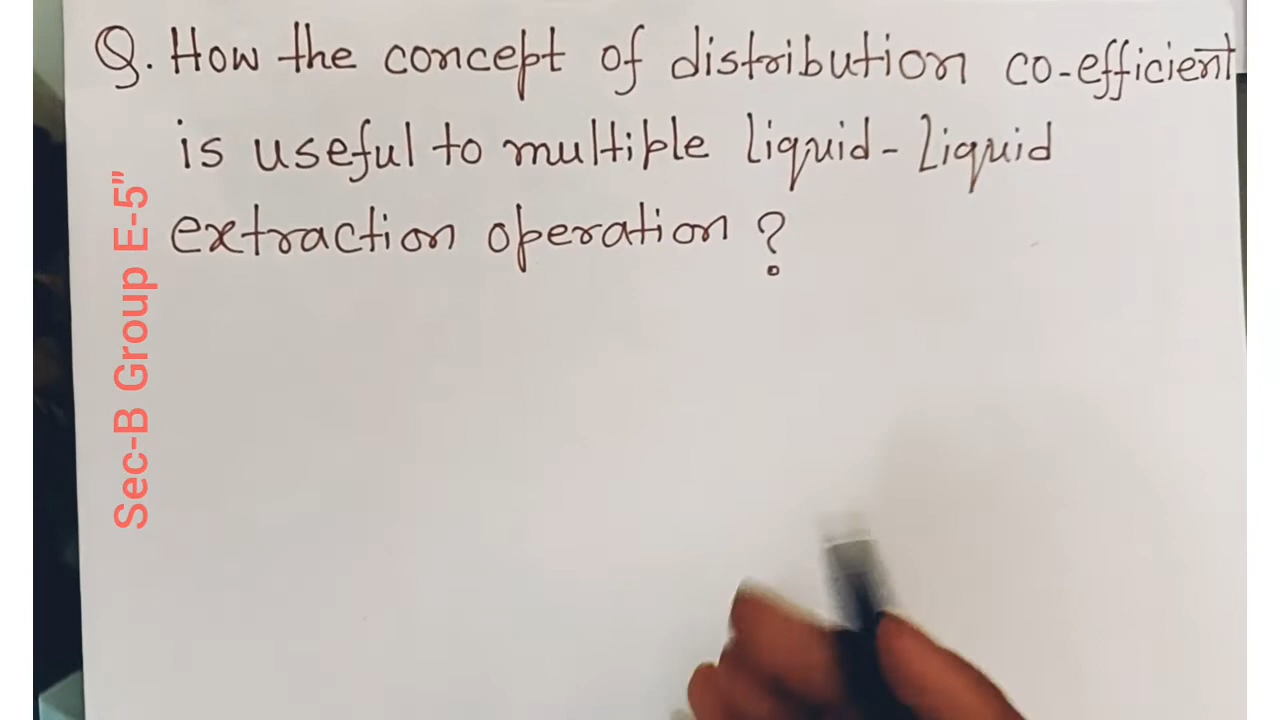 Q. How the concept of distribution co-efficient
is useful to multiple liquid-liquid
extraction operation ?
Sec-B Group E-5"